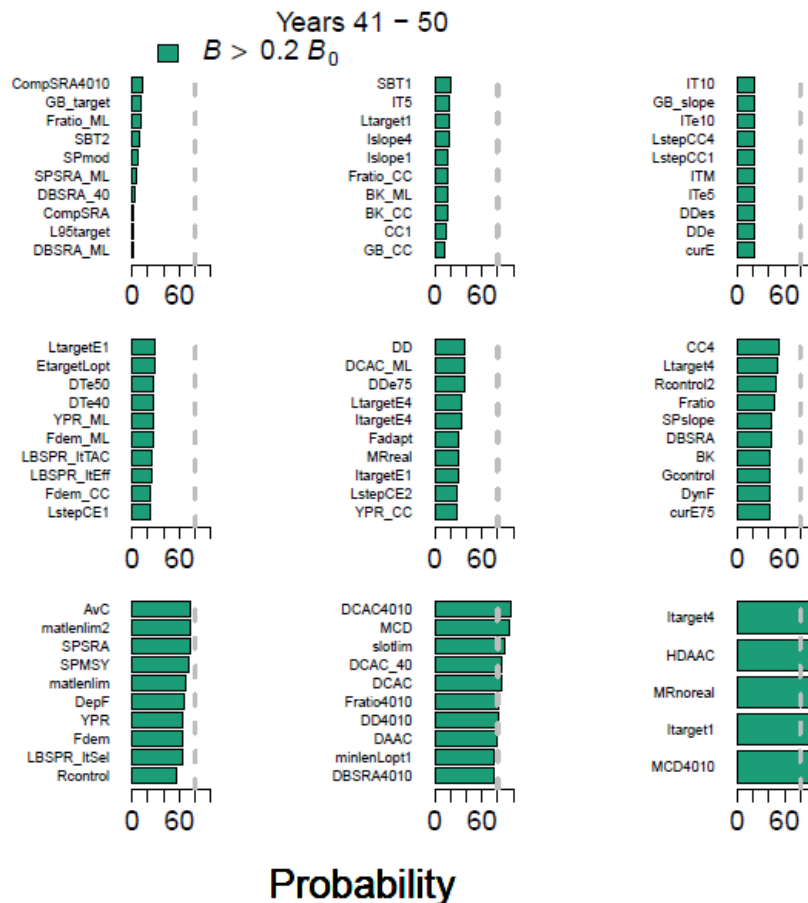 Years 41 − 50
B > 0.2 B0
CompSRA4010
GB_target
Fratio_ML
SBT2
SPmod
SPSRA_ML
DBSRA_40
CompSRA
L95target
DBSRA_ML
0 60
SBT1
IT5
Ltarget1
Islope4
Islope1
Fratio_CC
BK_ML
BK_CC
CC1
GB_CC
0 60
IT10
GB_slope
ITe10
LstepCC4
LstepCC1
ITM
ITe5
DDes
DDe
curE
0 60
LtargetE1
EtargetLopt
DTe50
DTe40
YPR_ML
Fdem_ML
LBSPR_ItTAC
LBSPR_ItEff
Fdem_CC
LstepCE1
0 60
DD
DCAC_ML
DDe75
LtargetE4
ItargetE4
Fadapt
MRreal
ItargetE1
LstepCE2
YPR_CC
0 60
CC4
Ltarget4
Rcontrol2
Fratio
SPslope
DBSRA
BK
Gcontrol
DynF
curE75
0 60
AvC
matlenlim2
SPSRA
SPMSY
matlenlim
DepF
YPR
Fdem
LBSPR_ItSel
Rcontrol
0 60
DCAC4010
MCD
slotlim
DCAC_40
DCAC
Fratio4010
DD4010
DAAC
minlenLopt1
DBSRA4010
0 60
Itarget4
HDAAC
MRnoreal
Itarget1
MCD4010
0 60
Probability